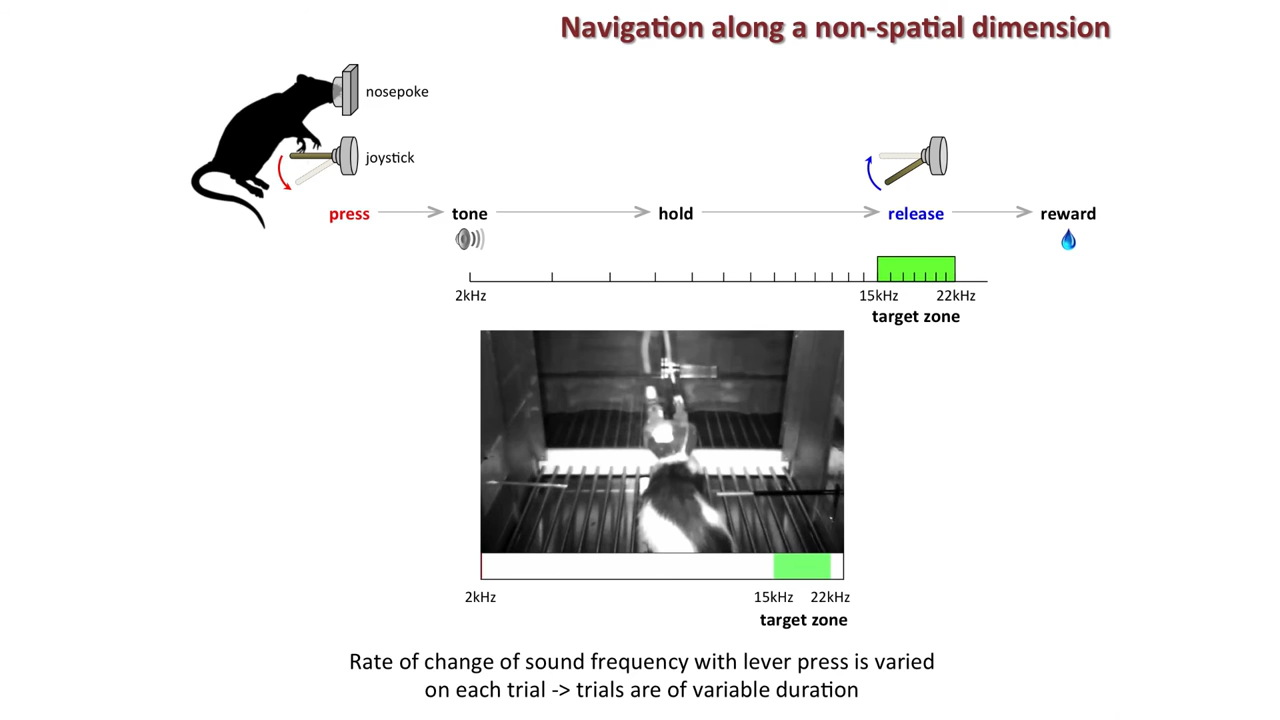 Navigation along a non-spatial dimension
nosepoke
joystick
press
tone
hold
release
reward
2kHz
15kHz
22kHz
target zone
2kHz
15kHz
22kHz
target zone
Rate of change of sound frequency with lever press is varied
on each trial -> trials are of variable duration